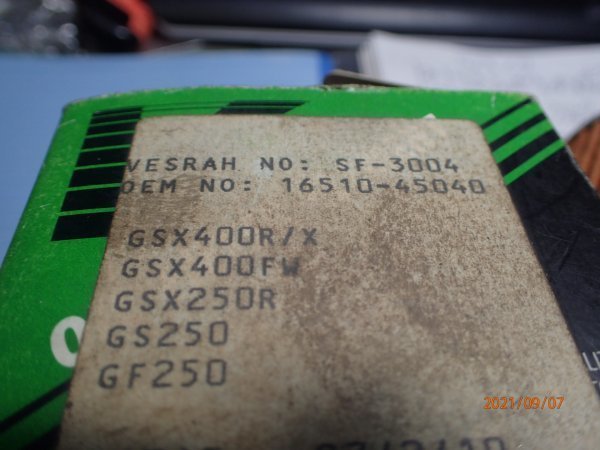 VESRAH NO: SF-3004
OEM NO: 16510-45040
GSX400R/X
GSX400FW
GSX250R
GS250
GF250
2021/09/07